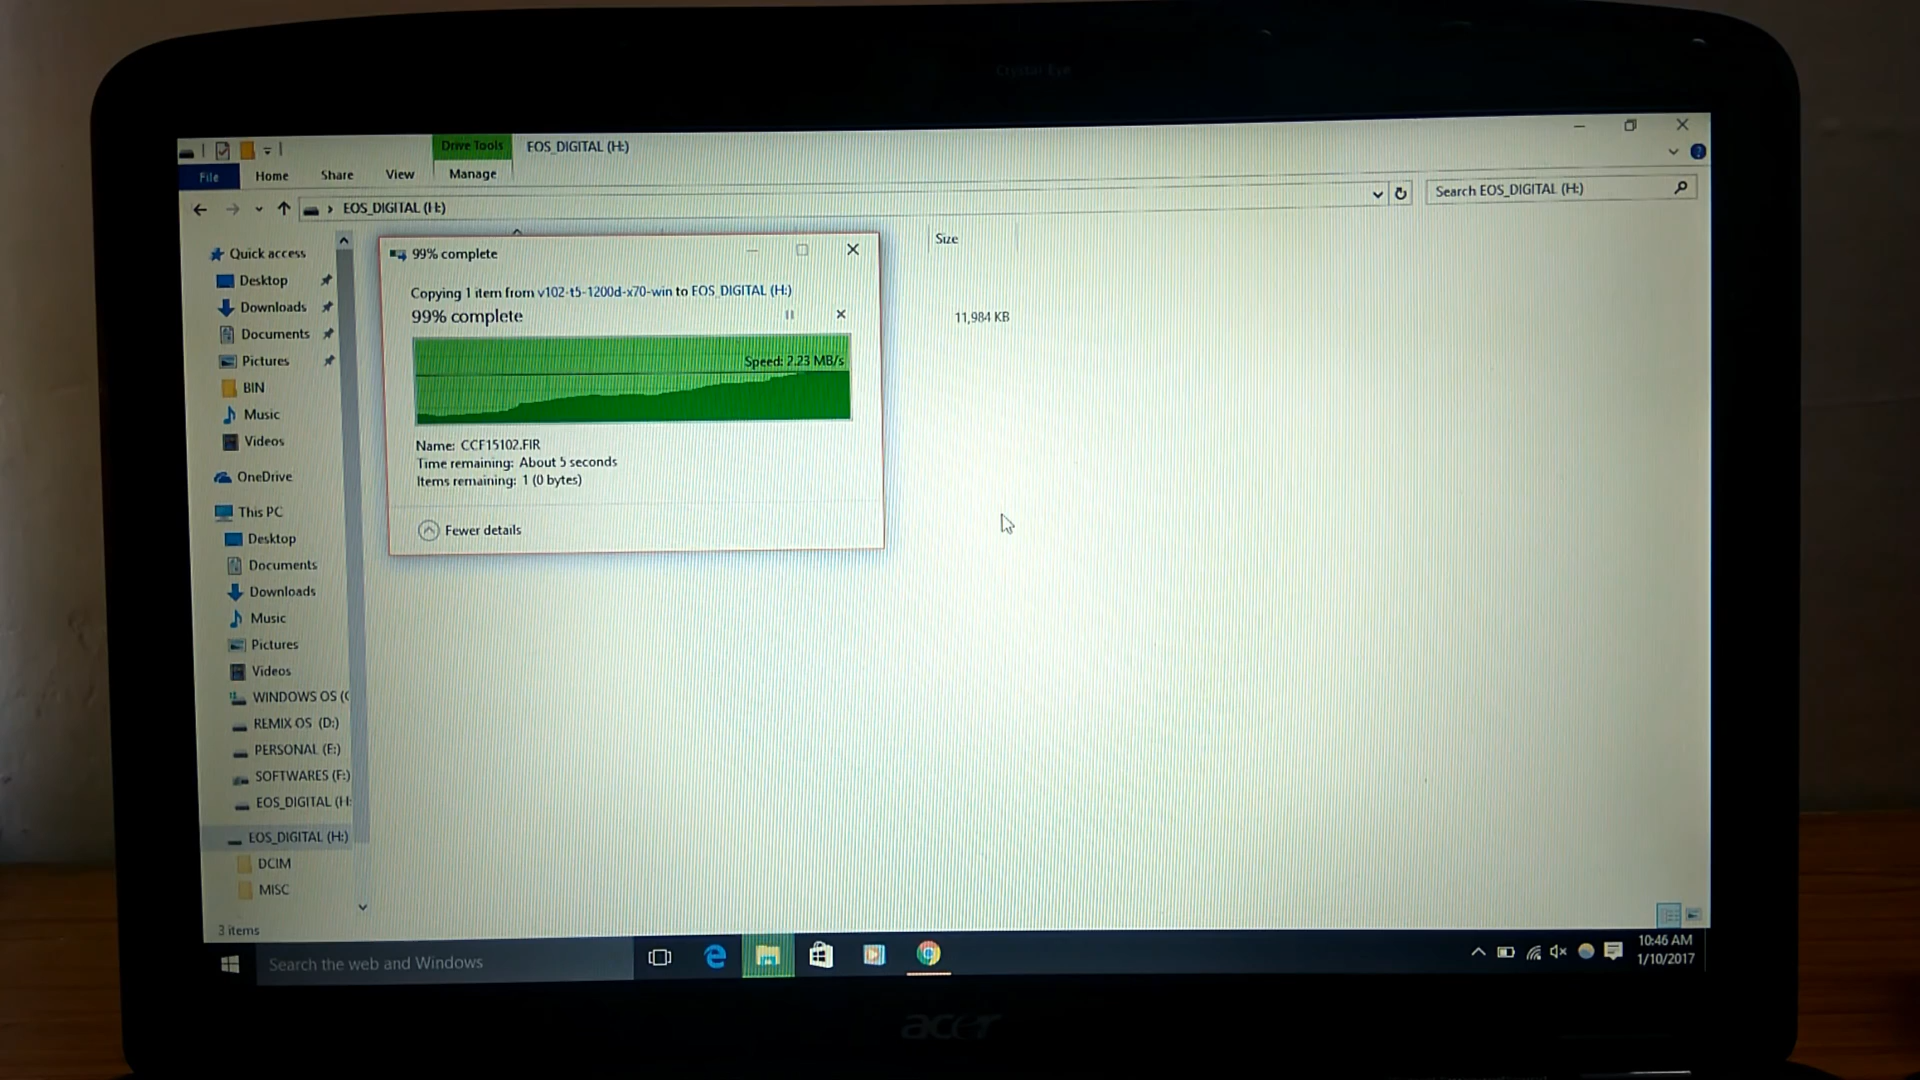 Crystal Eye
Drive Tools
EOS_DIGITAL (H:)
File
Home
Share
View
Manage
EOS_DIGITAL (H:)
Search EOS_DIGITAL (H:)
Size
11,984 KB
99% complete
Copying 1 item from v102-t5-1200d-x70-win to EOS_DIGITAL (H:)
99% complete
Speed: 2.23 MB/s
Name: CCF15102.FIR
Time remaining: About 5 seconds
Items remaining: 1 (0 bytes)
Fewer details
Quick access
Desktop
Downloads
Documents
Pictures
BIN
Music
Videos
OneDrive
This PC
Desktop
Documents
Downloads
Music
Pictures
Videos
WINDOWS OS (C
REMIX OS (D:)
PERSONAL (E:)
SOFTWARES (F:)
EOS_DIGITAL (H:
EOS_DIGITAL (H:)
DCIM
MISC
3 items
Search the web and Windows
10:46 AM
1/10/2017
acer